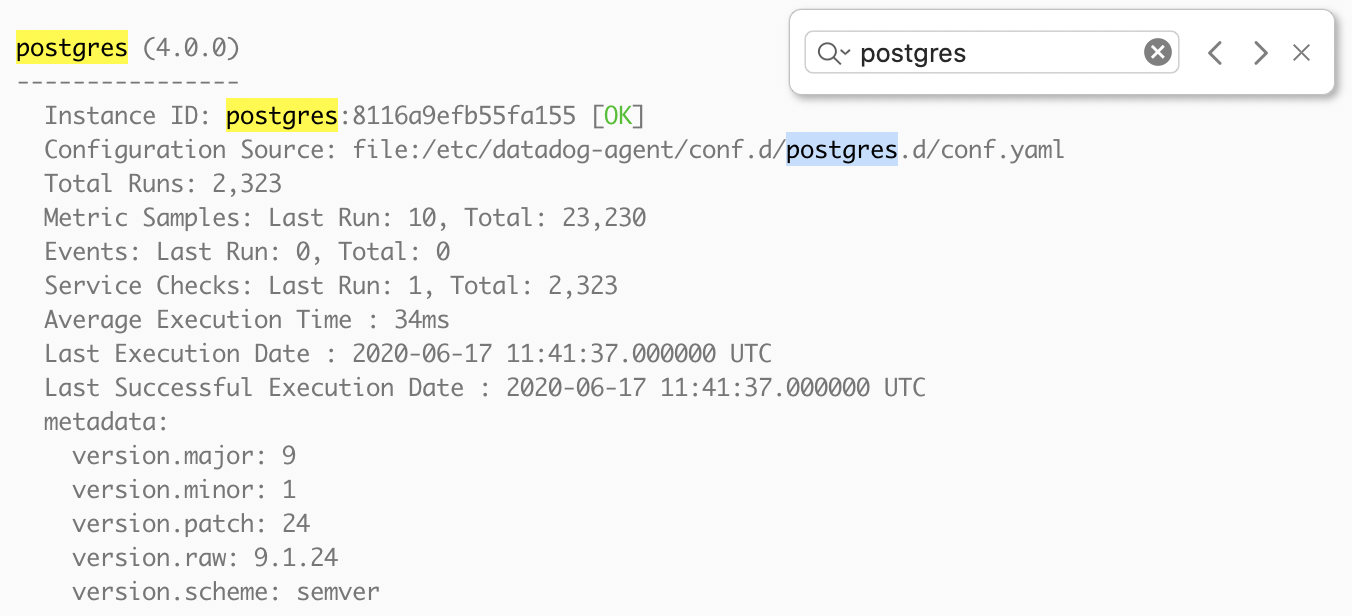 postgres (4.0.0)
----------------
Instance ID: postgres:8116a9efb55fa155 [OK]
Configuration Source: file:/etc/datadog-agent/conf.d/postgres.d/conf.yaml
Total Runs: 2,323
Metric Samples: Last Run: 10, Total: 23,230
Events: Last Run: 0, Total: 0
Service Checks: Last Run: 1, Total: 2,323
Average Execution Time : 34ms
Last Execution Date : 2020-06-17 11:41:37.000000 UTC
Last Successful Execution Date : 2020-06-17 11:41:37.000000 UTC
metadata:
version.major: 9
version.minor: 1
version.patch: 24
version.raw: 9.1.24
version.scheme: semver
postgres